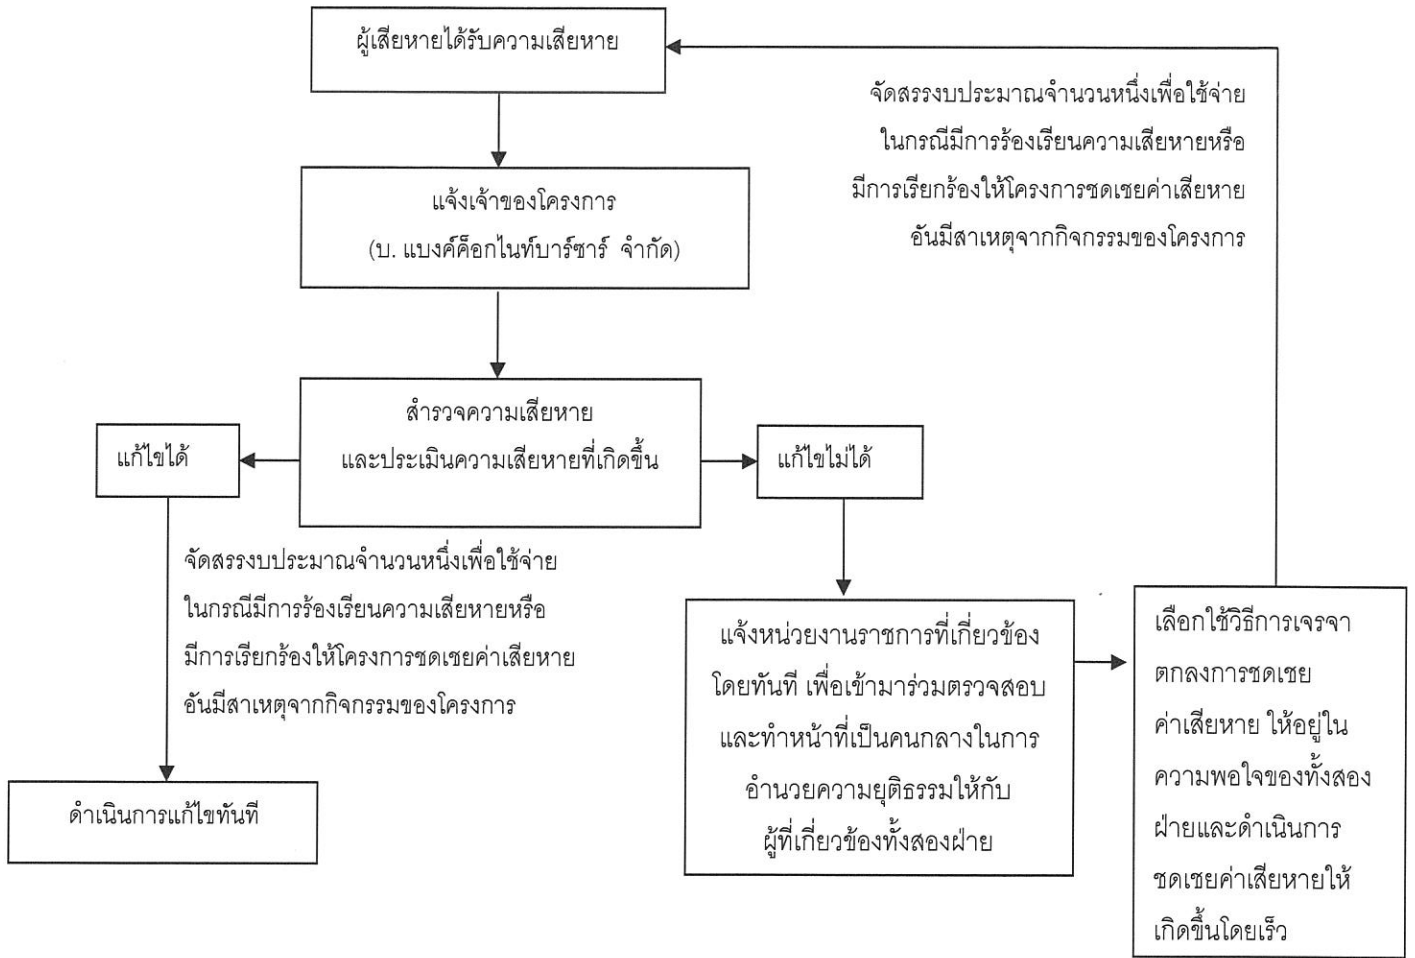 ผู้เสียหายได้รับความเสียหาย
จัดสรรงบประมาณจำนวนหนึ่งเพื่อใช้จ่าย
ในกรณีมีการร้องเรียนความเสียหายหรือ
มีการเรียกร้องให้โครงการชดเชยค่าเสียหาย
อันมีสาเหตุจากกิจกรรมของโครงการ
แจ้งเจ้าของโครงการ
(บ. แบงค์ค็อกไนท์บาร์ซาร์ จำกัด)
สำรวจความเสียหาย
และประเมินความเสียหายที่เกิดขึ้น
แก้ไขได้
แก้ไขไม่ได้
จัดสรรงบประมาณจำนวนหนึ่งเพื่อใช้จ่าย
ในกรณีมีการร้องเรียนความเสียหายหรือ
มีการเรียกร้องให้โครงการชดเชยค่าเสียหาย
อันมีสาเหตุจากกิจกรรมของโครงการ
ดำเนินการแก้ไขทันที
แจ้งหน่วยงานราชการที่เกี่ยวข้อง
โดยทันที เพื่อเข้ามาร่วมตรวจสอบ
และทำหน้าที่เป็นคนกลางในการ
อำนวยความยุติธรรมให้กับ
ผู้ที่เกี่ยวข้องทั้งสองฝ่าย
เลือกใช้วิธีการเจรจา
ตกลงการชดเชย
ค่าเสียหาย ให้อยู่ใน
ความพอใจของทั้งสอง
ฝ่ายและดำเนินการ
ชดเชยค่าเสียหายให้
เกิดขึ้นโดยเร็ว